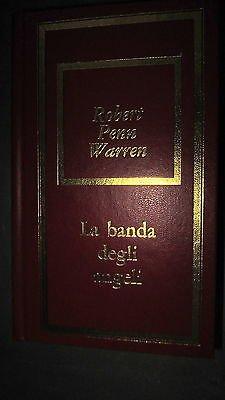 Robert
Penn
Warren
La banda
degli
angeli